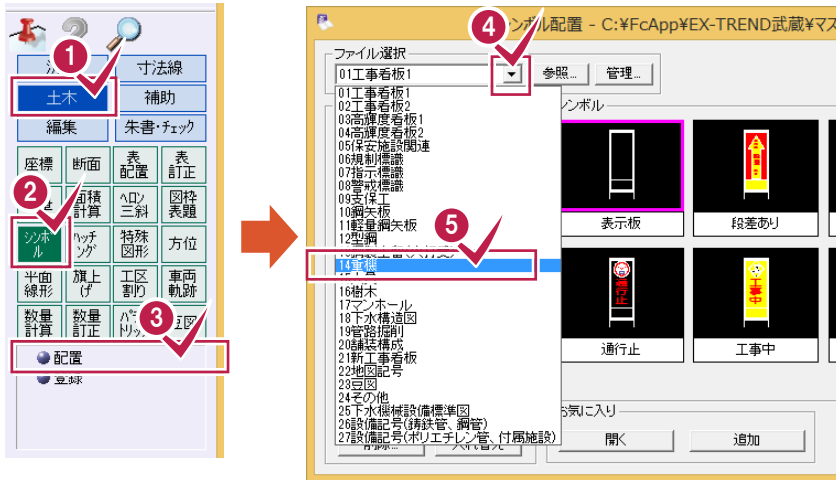 1
寸法線
土木
補助
編集
朱書・チェック
座標
断面
表
配置
表
訂正
2
面積
計算
ヘロン
三斜
図枠
表題
シンボ
ル
ハッチ
ング
特殊
図形
方位
平面
線形
旗上
げ
工区
割り
車両
軌跡
数量
計算
数量
訂正
3
豆図
配置
登録
4
シンボル配置 - C:¥FcApp¥EX-TREND武蔵¥マス
ファイル選択
01工事看板1
参照...
管理...
01工事看板1
02工事看板2
03高輝度看板1
04高輝度看板2
05保安施設関連
06規制標識
07指示標識
08警戒標識
09支保工
10鋼矢板
11軽量鋼矢板
12型鋼
5
14重機
16樹木
17マンホール
18下水構造図
19管路掘削
20舗装構成
21新工事看板
22地図記号
23豆図
24その他
25下水機械設備標準図
26設備記号(鋳鉄管、鋼管)
27設備記号(ポリエチレン管、付属施設)
シンボル
表示板
段差あり
通行止
通行止
工事中
工事中
お気に入り
開く
追加